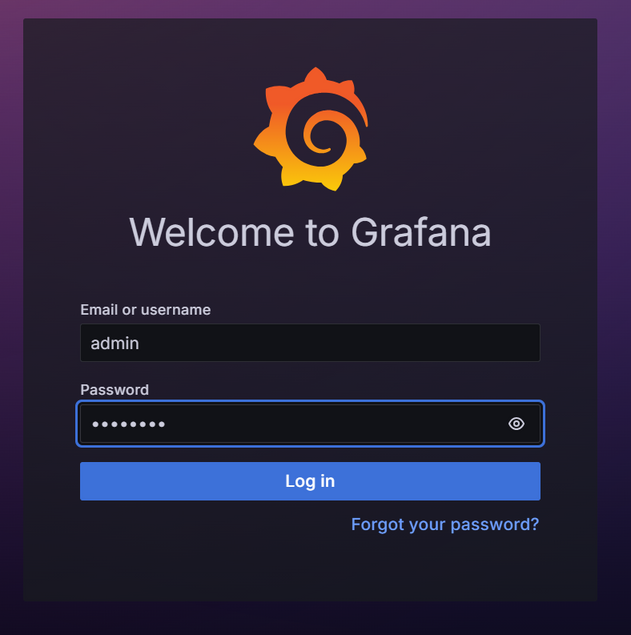 Welcome to Grafana
Email or username
admin
Password
••••••••
Log in
Forgot your password?